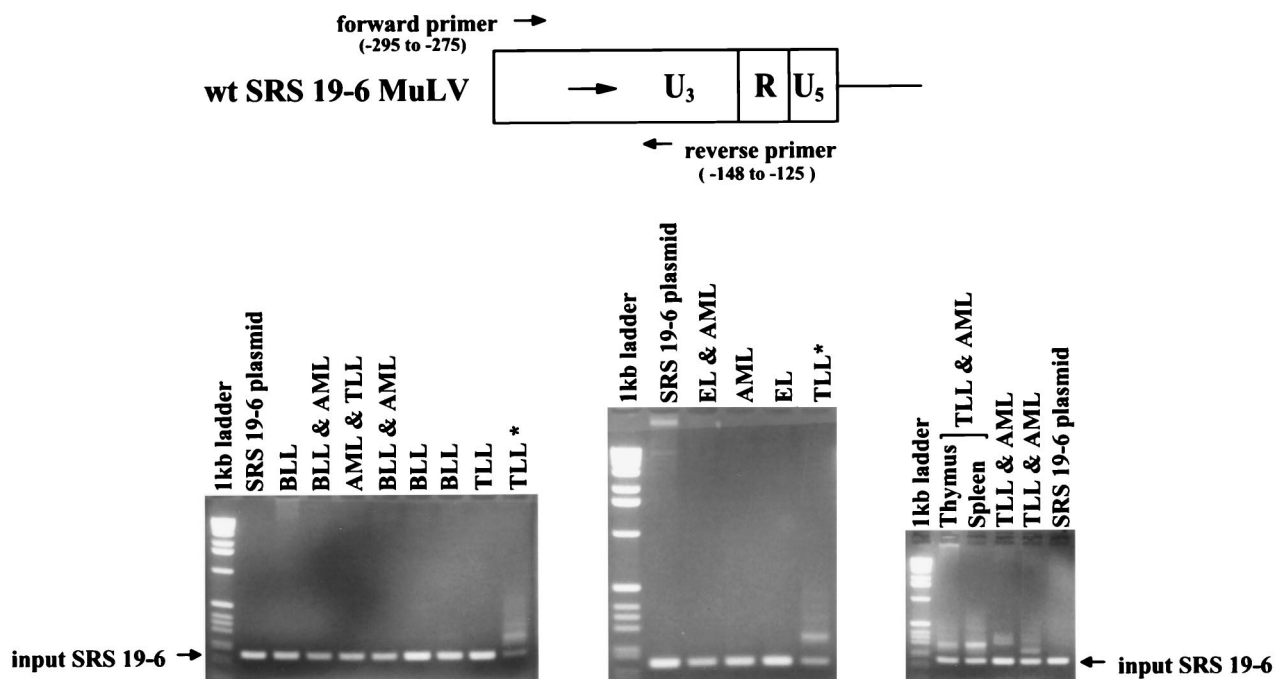 forward primer →
(-295 to -275)
wt SRS 19-6 MuLV
→ U₃ R U₅
← reverse primer
( -148 to -125 )
1kb ladder
SRS 19-6 plasmid
BLL
BLL & AML
AML & TLL
BLL & AML
BLL
BLL
TLL
TLL *
1kb ladder
SRS 19-6 plasmid
EL & AML
AML
EL
TLL*
1kb ladder
Thymus
Spleen
] TLL & AML
TLL & AML
TLL & AML
SRS 19-6 plasmid
input SRS 19-6 →
← input SRS 19-6